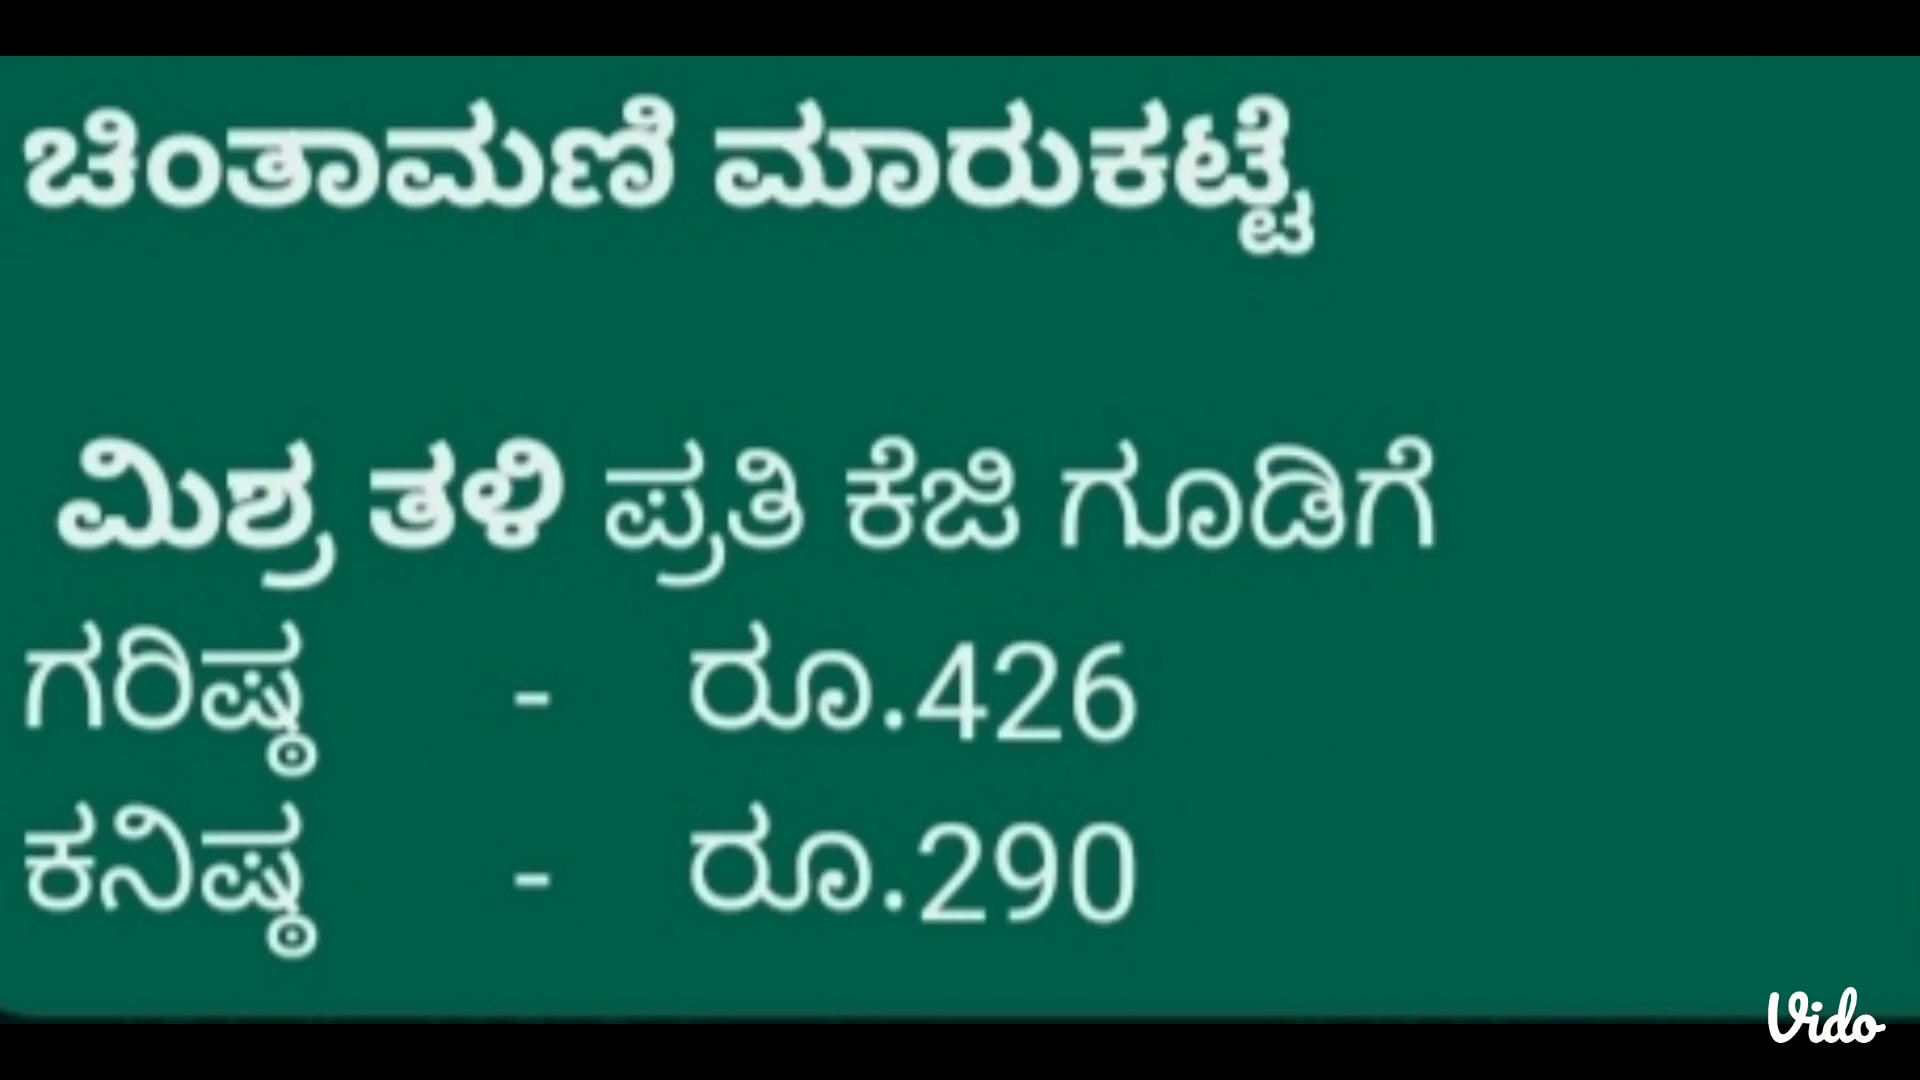 ಚಿಂತಾಮಣಿ ಮಾರುಕಟ್ಟೆ
ಮಿಶ್ರ ತಳಿ ಪ್ರತಿ ಕೆಜಿ ಗೂಡಿಗೆ
ಗರಿಷ್ಠ - ರೂ.426
ಕನಿಷ್ಠ - ರೂ.290
Vido